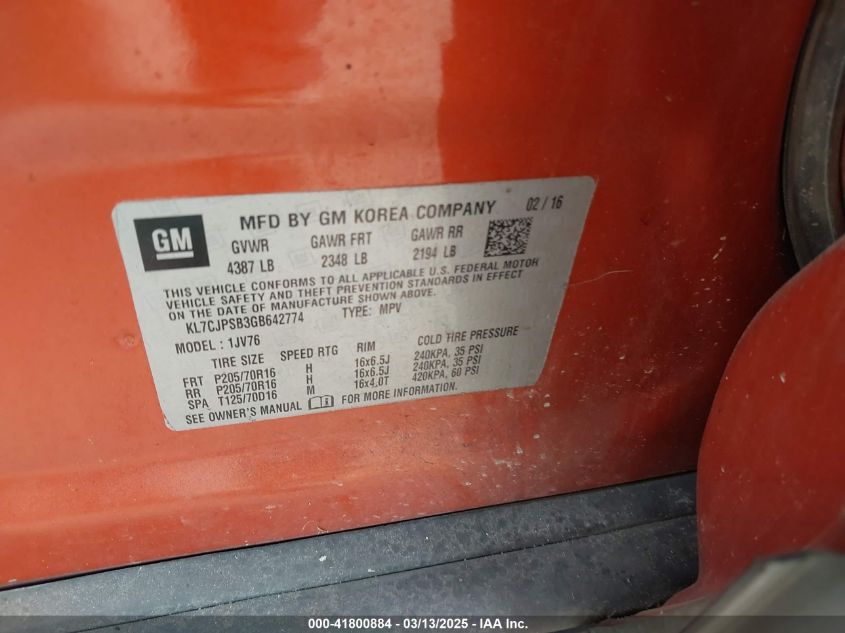 GM
MFD BY GM KOREA COMPANY 02/16
GVWR GAWR FRT GAWR RR
4387 LB 2348 LB 2194 LB
THIS VEHICLE CONFORMS TO ALL APPLICABLE U.S. FEDERAL MOTOR
VEHICLE SAFETY AND THEFT PREVENTION STANDARDS IN EFFECT
ON THE DATE OF MANUFACTURE SHOWN ABOVE.
KL7CJPSB3GB642774 TYPE: MPV
MODEL : 1JV76
TIRE SIZE SPEED RTG RIM COLD TIRE PRESSURE
FRT P205/70R16 H 16x6.5J 240KPA, 35 PSI
RR P205/70R16 H 16x6.5J 240KPA, 35 PSI
SPA T125/70D16 M 16x4.0T 420KPA, 60 PSI
SEE OWNER'S MANUAL FOR MORE INFORMATION.
000-41800884 - 03/13/2025 - IAA Inc.